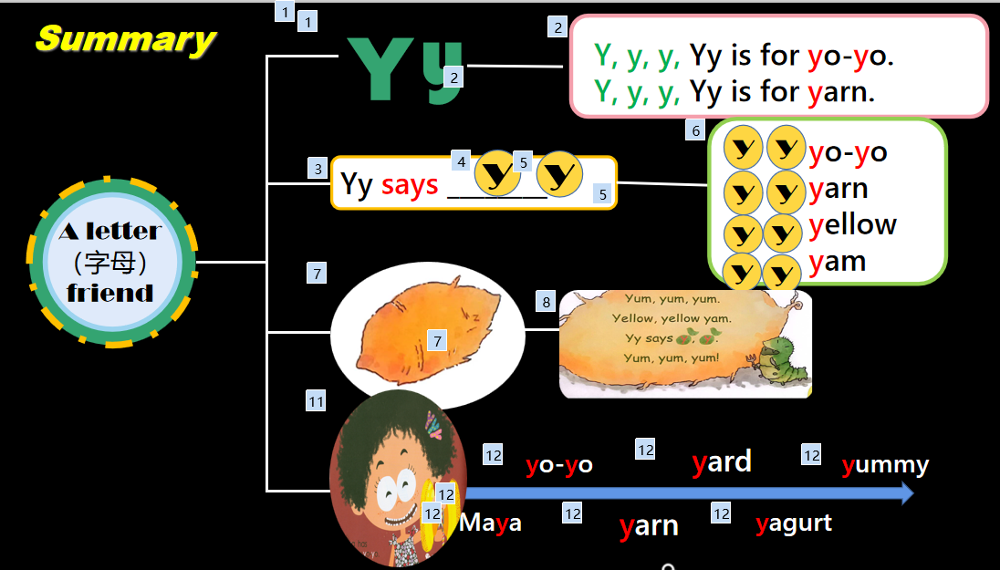 Summary
1
1
Yy
2
2
Y, y, y, Yy is for yo-yo.
Y, y, y, Yy is for yarn.
3
Yy says ________
4
y
5
y
5
6
y y yo-yo
y y yarn
y y yellow
y y yam
A letter
（字母）
friend
7
7
8
Yum, yum, yum.
Yellow, yellow yam.
Yy says , .
Yum, yum, yum!
11
12
12
12 yo-yo
12 yard
12 yummy
Maya
12 yarn
12 yagurt